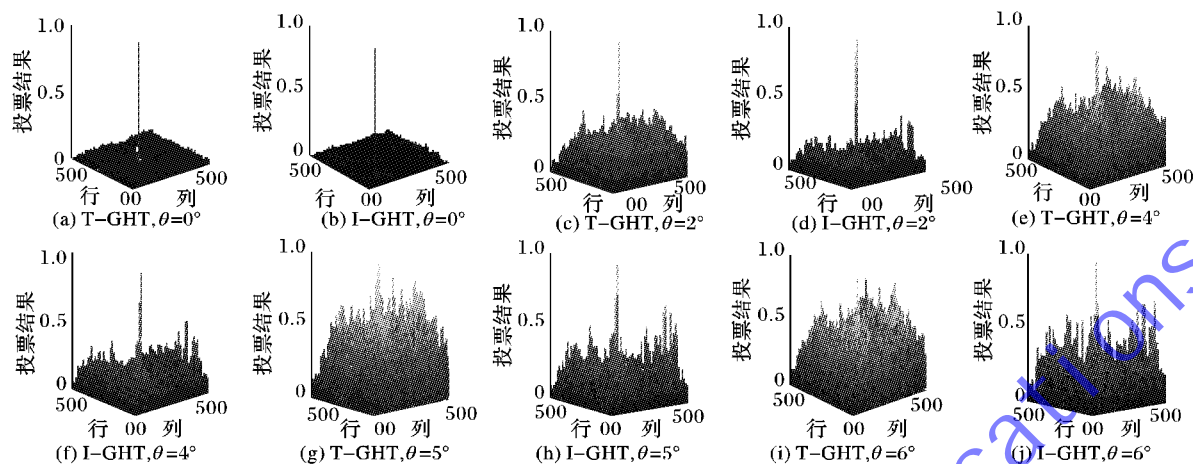 1.0
0.5
0
投票结果
500
行
00
列
500
(a) T-GHT,θ=0°
1.0
0.5
0
投票结果
500
行
00
列
500
(b) I-GHT,θ=0°
1.0
0.5
0
投票结果
500
行
00
列
500
(c) T-GHT,θ=2°
1.0
0.5
0
投票结果
500
行
00
列
500
(d) I-GHT,θ=2°
1.0
0.5
0
投票结果
500
行
00
列
500
(e) T-GHT,θ=4°
1.0
0.5
0
投票结果
500
行
00
列
500
(f) I-GHT,θ=4°
1.0
0.5
0
投票结果
500
行
00
列
500
(g) T-GHT,θ=5°
1.0
0.5
0
投票结果
500
行
00
列
500
(h) I-GHT,θ=5°
1.0
0.5
0
投票结果
500
行
00
列
500
(i) T-GHT,θ=6°
1.0
0.5
0
投票结果
500
行
00
列
500
(j) I-GHT,θ=6°
cations